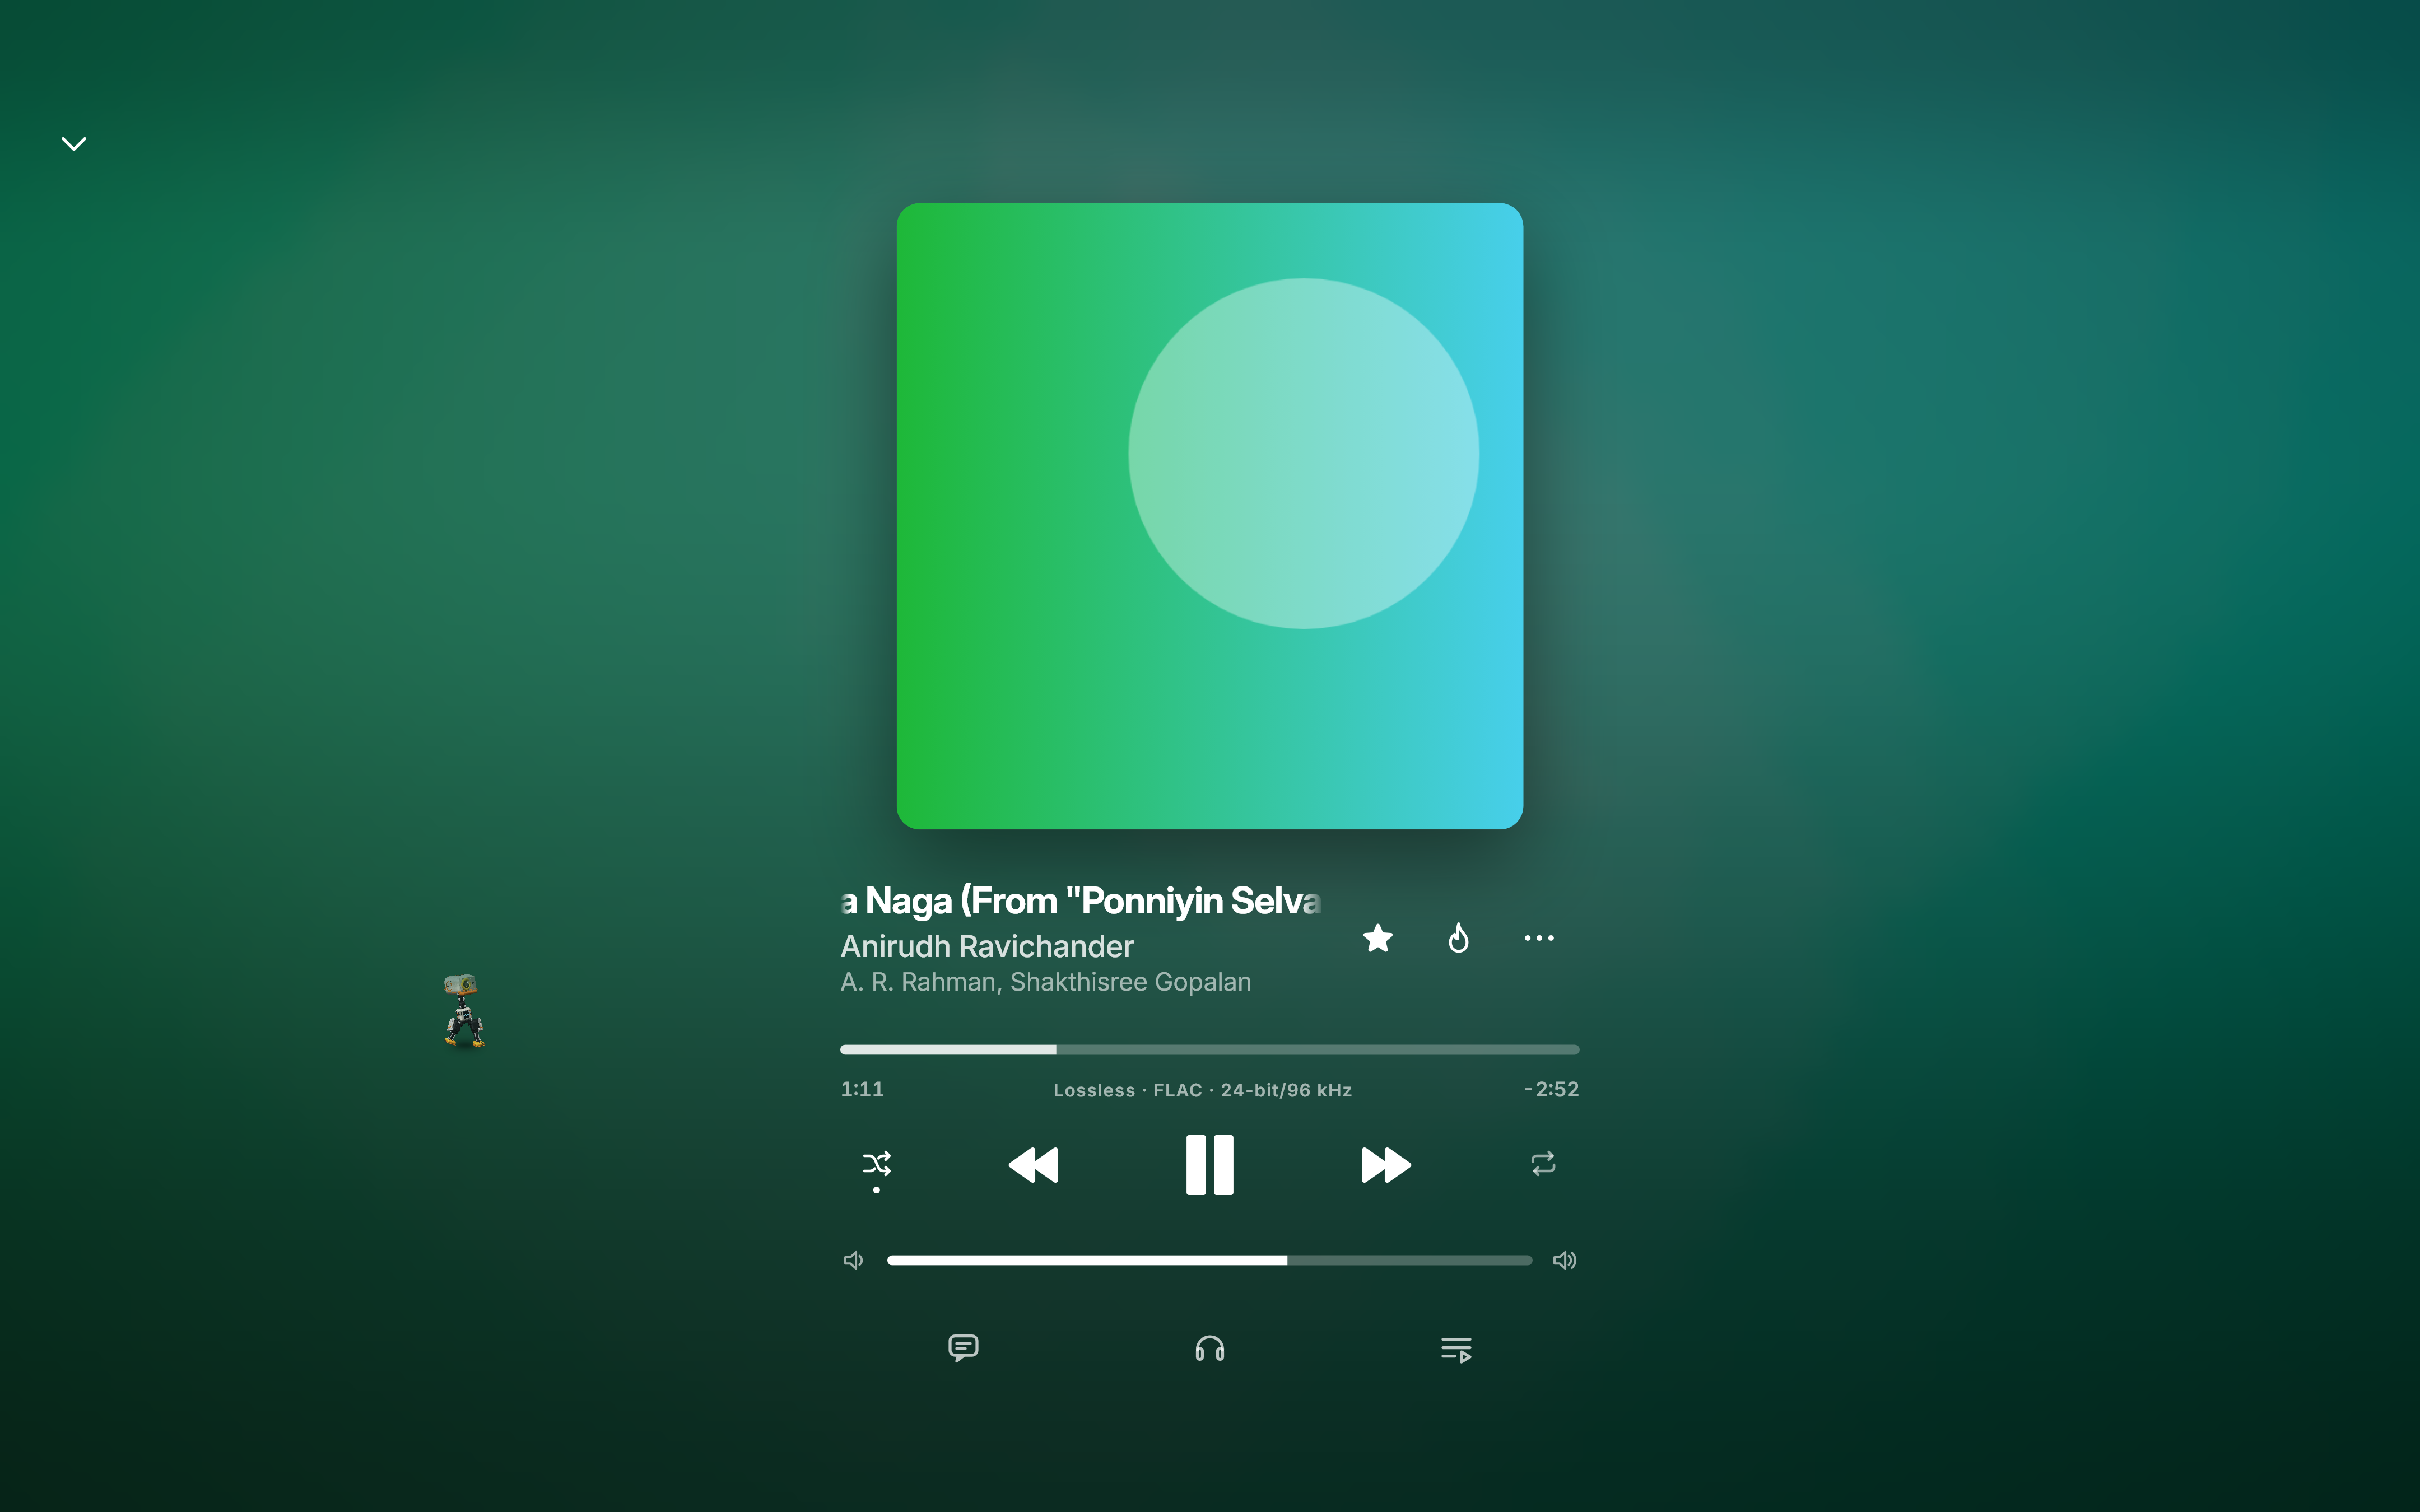 a Naga (From "Ponniyin Selva
Anirudh Ravichander
A. R. Rahman, Shakthisree Gopalan
1:11
Lossless · FLAC · 24-bit/96 kHz
-2:52